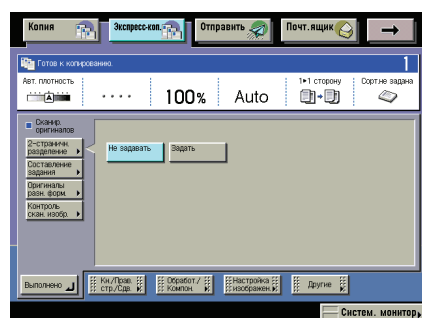 Копия
Экспресс-коп.
Отправить
Почт.ящик
Готов к копированию.
1
Авт. плотность
1▸1 сторону
Сорт.не задана
100%
Auto
Сканир.
оригиналов
2-страничн.
разделение
Не задавать
Задать
Составление
задания
Оригиналы
разн. форм.
Контроль
скан. изобр.
Выполнено
Кн./Прав.
стр./Сдв.
Обработ./
Компон.
Настройка
изображен.
Другие
Систем. монитор